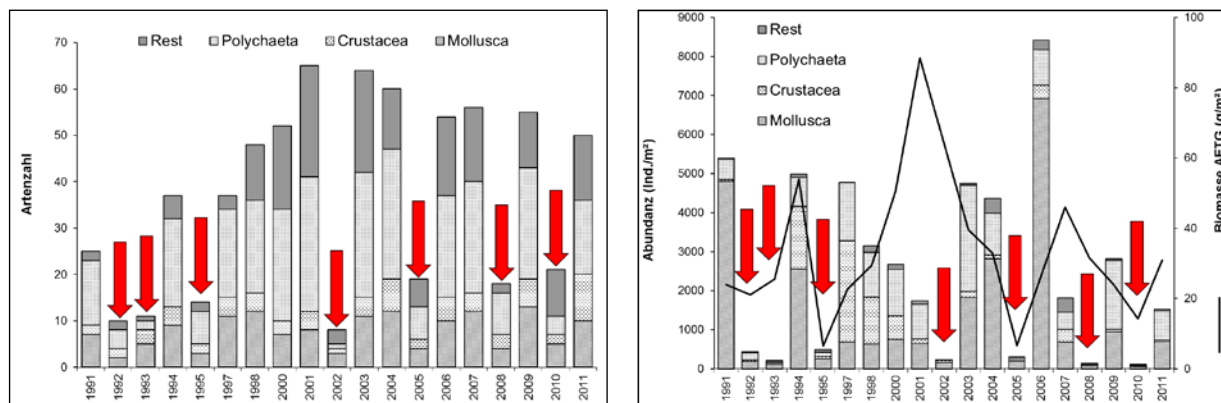 Rest Polychaeta Crustacea Mollusca
Artenzahl
70
60
50
40
30
20
10
0
1991 1992 1993 1994 1995 1997 1998 2000 2001 2002 2003 2004 2005 2006 2007 2008 2009 2010 2011
Rest
Polychaeta
Crustacea
Mollusca
Abundanz (Ind./m²)
9000
8000
7000
6000
5000
4000
3000
2000
1000
0
1991 1992 1993 1994 1995 1997 1998 2000 2001 2002 2003 2004 2005 2006 2007 2008 2009 2010 2011
100
80
60
40
20
0
Biomasse AFTG (g/m²)